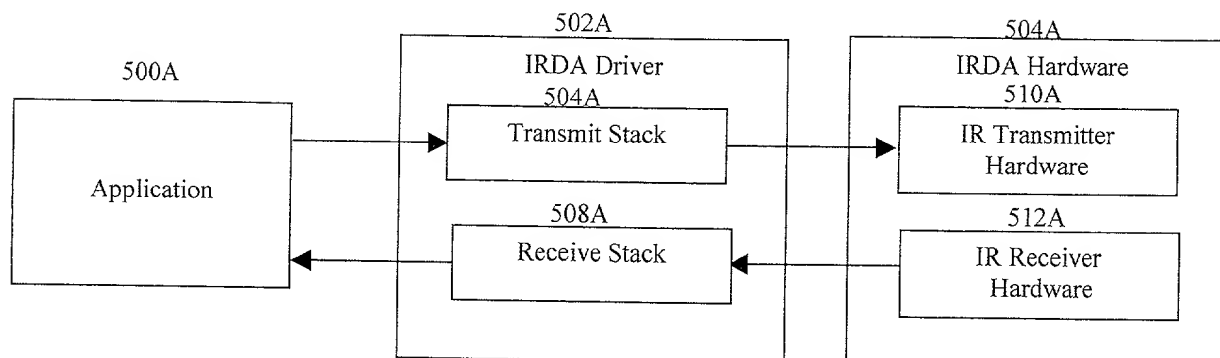 500A
Application
502A
IRDA Driver
504A
Transmit Stack
508A
Receive Stack
504A
IRDA Hardware
510A
IR Transmitter
Hardware
512A
IR Receiver
Hardware